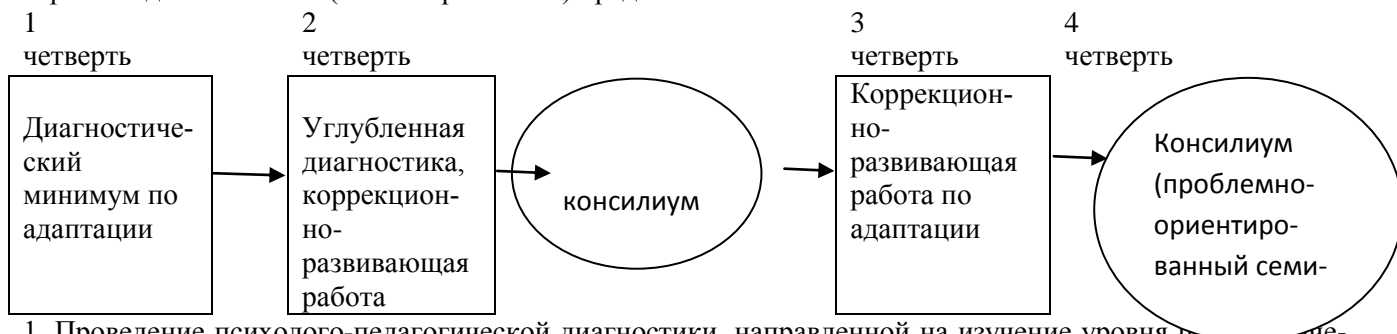 1
четверть
2
четверть
3
четверть
4
четверть
Диагностиче-
ский
минимум по
адаптации
Углубленная
диагностика,
коррекцион-
но-
развивающая
работа
консилиум
Коррекцион-
но-
развивающая
работа по
адаптации
Консилиум
(проблемно-
ориентиро-
ванный семи-
1. Проведение психолого-педагогической диагностики, направленной на изучение уровня